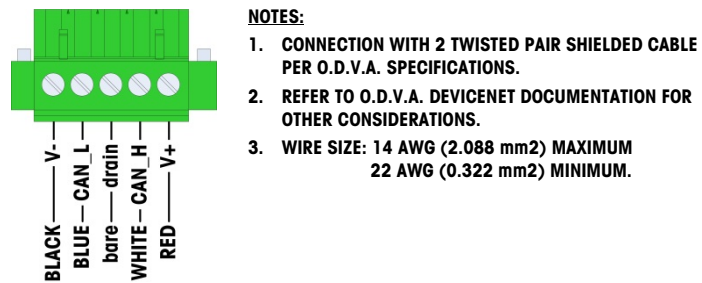 NOTES:
1. CONNECTION WITH 2 TWISTED PAIR SHIELDED CABLE
PER O.D.V.A. SPECIFICATIONS.
2. REFER TO O.D.V.A. DEVICENET DOCUMENTATION FOR
OTHER CONSIDERATIONS.
3. WIRE SIZE: 14 AWG (2.088 mm2) MAXIMUM
22 AWG (0.322 mm2) MINIMUM.
BLACK — V-
BLUE — CAN_L
bare — drain
WHITE — CAN_H
RED — V+